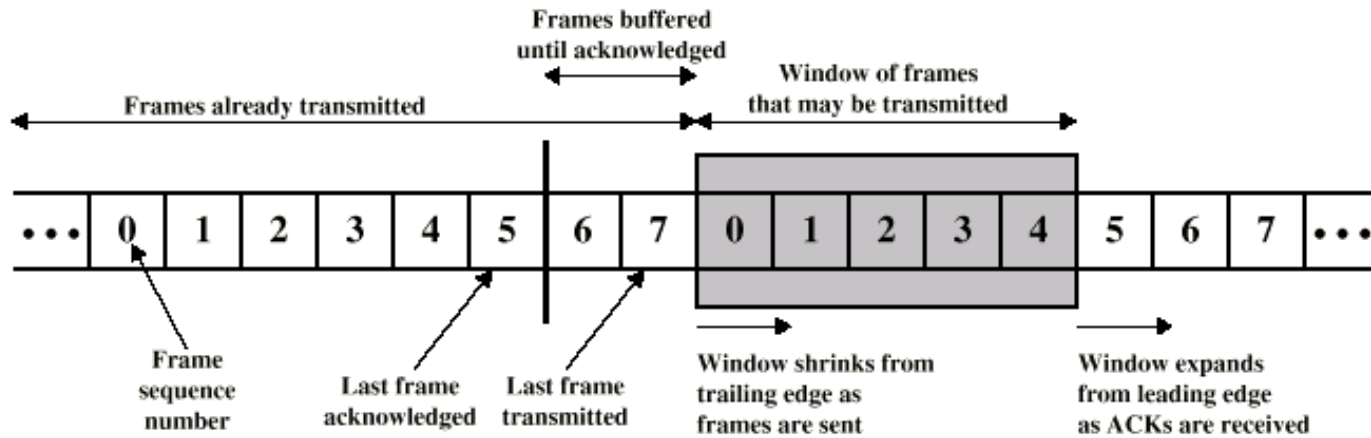 Frames buffered
until acknowledged
Window of frames
that may be transmitted
Frames already transmitted
••• 0 1 2 3 4 5 6 7 0 1 2 3 4 5 6 7 •••
Frame
sequence
number
Last frame
acknowledged
Last frame
transmitted
Window shrinks from
trailing edge as
frames are sent
Window expands
from leading edge
as ACKs are received